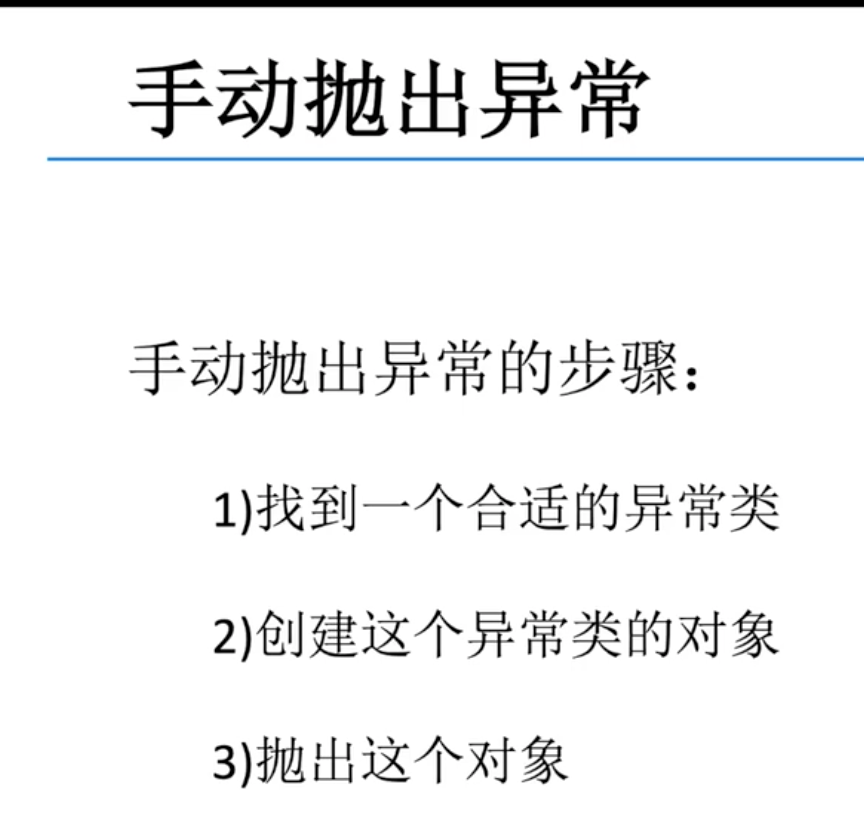 手动抛出异常
手动抛出异常的步骤：
1)找到一个合适的异常类
2)创建这个异常类的对象
3)抛出这个对象